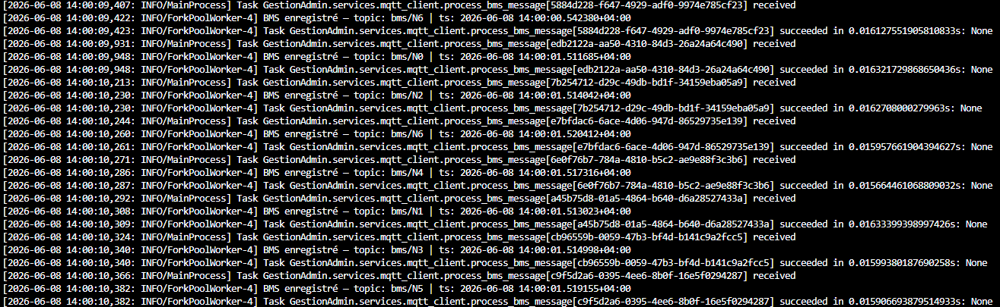 [2026-06-08 14:00:09,407: INFO/MainProcess] Task GestionAdmin.services.mqtt_client.process_bms_message[5884d228-f647-4929-adf0-9974e785cf23] received
[2026-06-08 14:00:09,422: INFO/ForkPoolWorker-4] BMS enregistré — topic: bms/N6 | ts: 2026-06-08 14:00:00.542380+04:00
[2026-06-08 14:00:09,423: INFO/ForkPoolWorker-4] Task GestionAdmin.services.mqtt_client.process_bms_message[5884d228-f647-4929-adf0-9974e785cf23] succeeded in 0.016127551905810833s: None
[2026-06-08 14:00:09,931: INFO/MainProcess] Task GestionAdmin.services.mqtt_client.process_bms_message[edb2122a-aa50-4310-84d3-26a24a64c490] received
[2026-06-08 14:00:09,948: INFO/ForkPoolWorker-4] BMS enregistré — topic: bms/N0 | ts: 2026-06-08 14:00:01.511685+04:00
[2026-06-08 14:00:09,948: INFO/ForkPoolWorker-4] Task GestionAdmin.services.mqtt_client.process_bms_message[edb2122a-aa50-4310-84d3-26a24a64c490] succeeded in 0.016321729868650436s: None
[2026-06-08 14:00:10,213: INFO/MainProcess] Task GestionAdmin.services.mqtt_client.process_bms_message[7b254712-d29c-49db-bd1f-34159eba05a9] received
[2026-06-08 14:00:10,230: INFO/ForkPoolWorker-4] BMS enregistré — topic: bms/N2 | ts: 2026-06-08 14:00:01.514042+04:00
[2026-06-08 14:00:10,230: INFO/ForkPoolWorker-4] Task GestionAdmin.services.mqtt_client.process_bms_message[7b254712-d29c-49db-bd1f-34159eba05a9] succeeded in 0.0162708000279963s: None
[2026-06-08 14:00:10,244: INFO/MainProcess] Task GestionAdmin.services.mqtt_client.process_bms_message[e7bfdac6-6ace-4d06-947d-86529735e139] received
[2026-06-08 14:00:10,260: INFO/ForkPoolWorker-4] BMS enregistré — topic: bms/N6 | ts: 2026-06-08 14:00:01.520412+04:00
[2026-06-08 14:00:10,261: INFO/ForkPoolWorker-4] Task GestionAdmin.services.mqtt_client.process_bms_message[e7bfdac6-6ace-4d06-947d-86529735e139] succeeded in 0.015957661904394627s: None
[2026-06-08 14:00:10,271: INFO/MainProcess] Task GestionAdmin.services.mqtt_client.process_bms_message[6e0f76b7-784a-4810-b5c2-ae9e88f3c3b6] received
[2026-06-08 14:00:10,286: INFO/ForkPoolWorker-4] BMS enregistré — topic: bms/N4 | ts: 2026-06-08 14:00:01.517316+04:00
[2026-06-08 14:00:10,287: INFO/ForkPoolWorker-4] Task GestionAdmin.services.mqtt_client.process_bms_message[6e0f76b7-784a-4810-b5c2-ae9e88f3c3b6] succeeded in 0.015664461068809032s: None
[2026-06-08 14:00:10,292: INFO/MainProcess] Task GestionAdmin.services.mqtt_client.process_bms_message[a45b75d8-01a5-4864-b640-d6a28527433a] received
[2026-06-08 14:00:10,308: INFO/ForkPoolWorker-4] BMS enregistré — topic: bms/N1 | ts: 2026-06-08 14:00:01.513023+04:00
[2026-06-08 14:00:10,309: INFO/ForkPoolWorker-4] Task GestionAdmin.services.mqtt_client.process_bms_message[a45b75d8-01a5-4864-b640-d6a28527433a] succeeded in 0.01633399398997426s: None
[2026-06-08 14:00:10,324: INFO/MainProcess] Task GestionAdmin.services.mqtt_client.process_bms_message[cb96559b-0059-47b3-bf4d-b141c9a2fcc5] received
[2026-06-08 14:00:10,340: INFO/ForkPoolWorker-4] BMS enregistré — topic: bms/N3 | ts: 2026-06-08 14:00:01.514998+04:00
[2026-06-08 14:00:10,340: INFO/ForkPoolWorker-4] Task GestionAdmin.services.mqtt_client.process_bms_message[cb96559b-0059-47b3-bf4d-b141c9a2fcc5] succeeded in 0.01599380187690258s: None
[2026-06-08 14:00:10,366: INFO/MainProcess] Task GestionAdmin.services.mqtt_client.process_bms_message[c9f5d2a6-0395-4ee6-8b0f-16e5f0294287] received
[2026-06-08 14:00:10,382: INFO/ForkPoolWorker-4] BMS enregistré — topic: bms/N5 | ts: 2026-06-08 14:00:01.519155+04:00
[2026-06-08 14:00:10,382: INFO/ForkPoolWorker-4] Task GestionAdmin.services.mqtt_client.process_bms_message[c9f5d2a6-0395-4ee6-8b0f-16e5f0294287] succeeded in 0.015906693879514933s: None